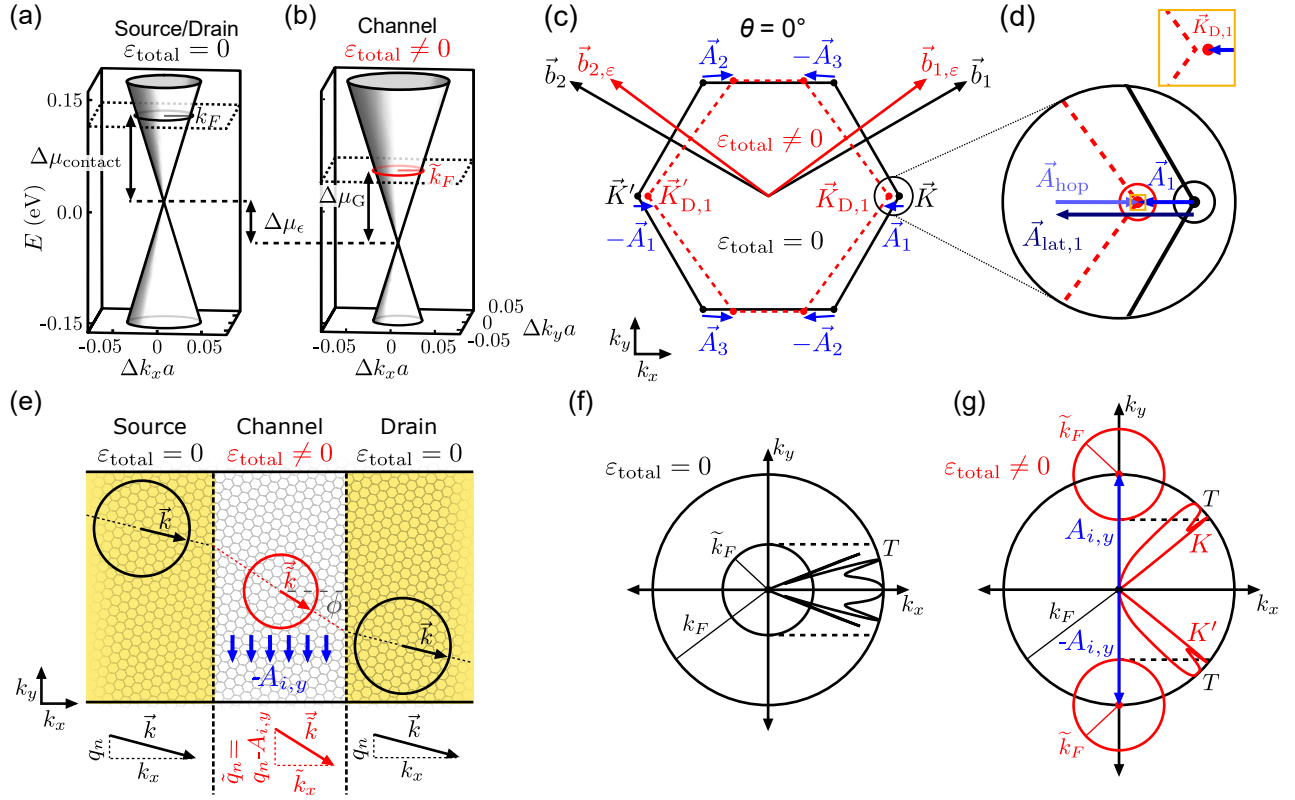 (a)
Source/Drain
ε_total = 0
0.15
0.0
-0.15
E (eV)
k_F
Δμ_contact
Δμ_ϵ
-0.05
0
0.05
Δk_x a
(b)
Channel
ε_total ≠ 0
k̃_F
Δμ_G
0.05
0
-0.05
Δk_y a
-0.05
0
0.05
Δk_x a
(c)
θ = 0°
A⃗_2
-A⃗_3
b⃗_2
b⃗_2,ε
b⃗_1,ε
b⃗_1
ε_total ≠ 0
K⃗′
K⃗′_D,1
K⃗_D,1
K⃗
-A⃗_1
ε_total = 0
A⃗_1
A⃗_3
-A⃗_2
k_y
k_x
(d)
K⃗_D,1
A⃗_hop
A⃗_1
A⃗_lat,1
(e)
Source
Channel
Drain
ε_total = 0
ε_total ≠ 0
ε_total = 0
k⃗
k̃⃗
ϕ̃
k⃗
-A_i,y
k_y
k_x
q_n
k⃗
k_x
q̃_n =
q_n-A_i,y
k̃⃗
k̃_x
q_n
k⃗
k_x
(f)
ε_total = 0
k_y
k̃_F
T
k_F
k_x
(g)
ε_total ≠ 0
k_y
k̃_F
T
A_i,y
K
k_F
k_x
-A_i,y
K′
T
k̃_F